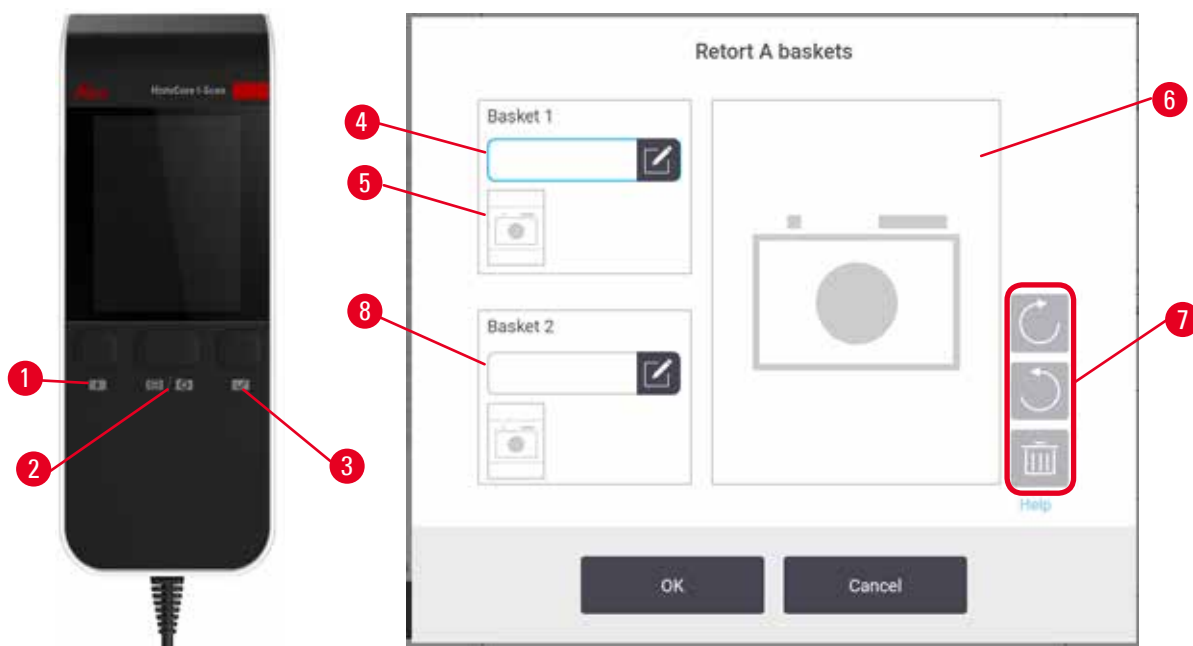 Leica HistoCore I-Scan
Retort A baskets
Basket 1
Basket 2
Help
OK
Cancel
1
2
3
4
5
6
7
8